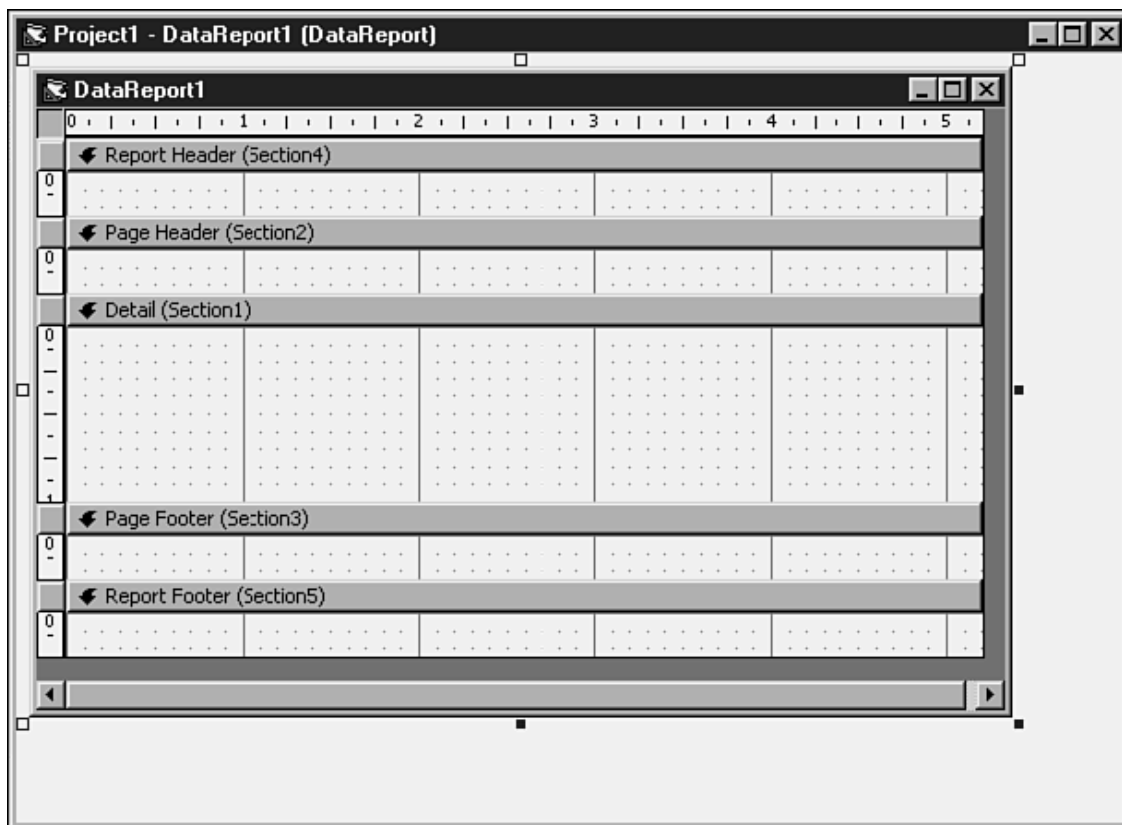 Project1 - DataReport1 (DataReport)
DataReport1
0 1 2 3 4 5
Report Header (Section4)
0
Page Header (Section2)
0
Detail (Section1)
0
1
Page Footer (Section3)
0
Report Footer (Section5)
0